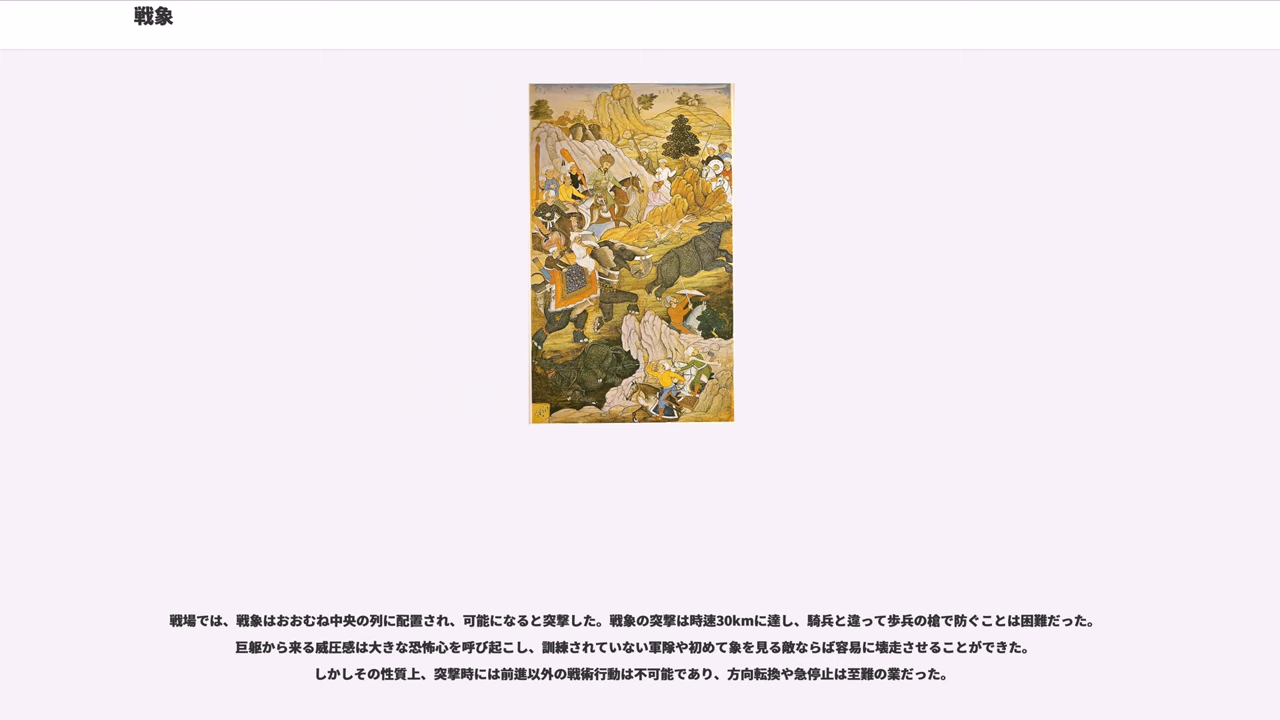 戦象
戦場では、戦象はおおむね中央の列に配置され、可能になると突撃した。戦象の突撃は時速30kmに達し、騎兵と違って歩兵の槍で防ぐことは困難だった。
巨躯から来る威圧感は大きな恐怖心を呼び起こし、訓練されていない軍隊や初めて象を見る敵ならば容易に壊走させることができた。
しかしその性質上、突撃時には前進以外の戦術行動は不可能であり、方向転換や急停止は至難の業だった。